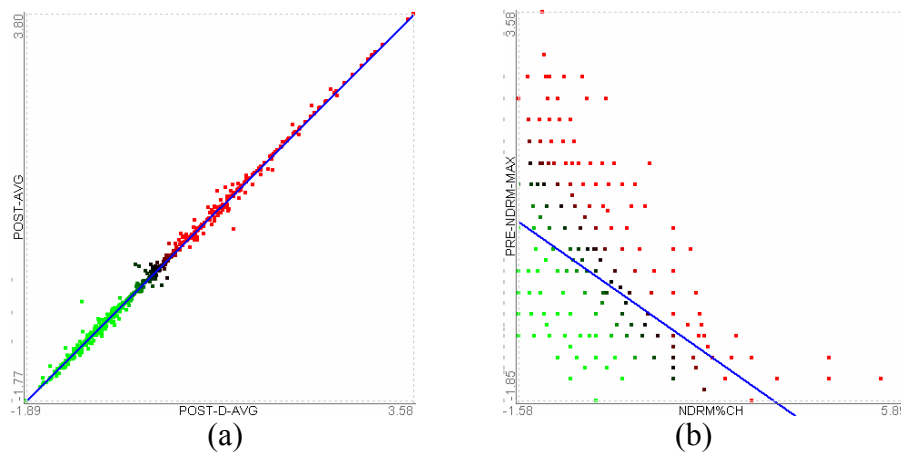 3.80
POST-AVG
-1.77
-1.89
POST-D-AVG
3.58
(a)
3.58
PRE-NDRM-MAX
-1.85
-1.58
NDRM%CH
5.89
(b)